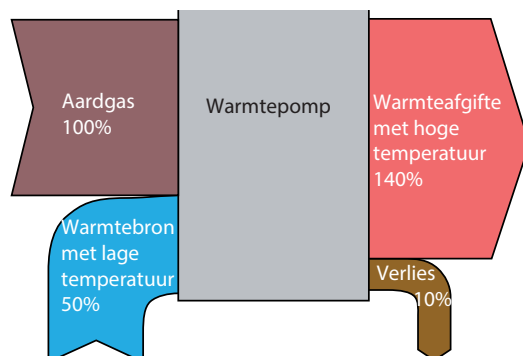 Aardgas
100%
Warmtebron
met lage
temperatuur
50%
Warmtepomp
Warmteafgifte
met hoge
temperatuur
140%
Verlies
10%